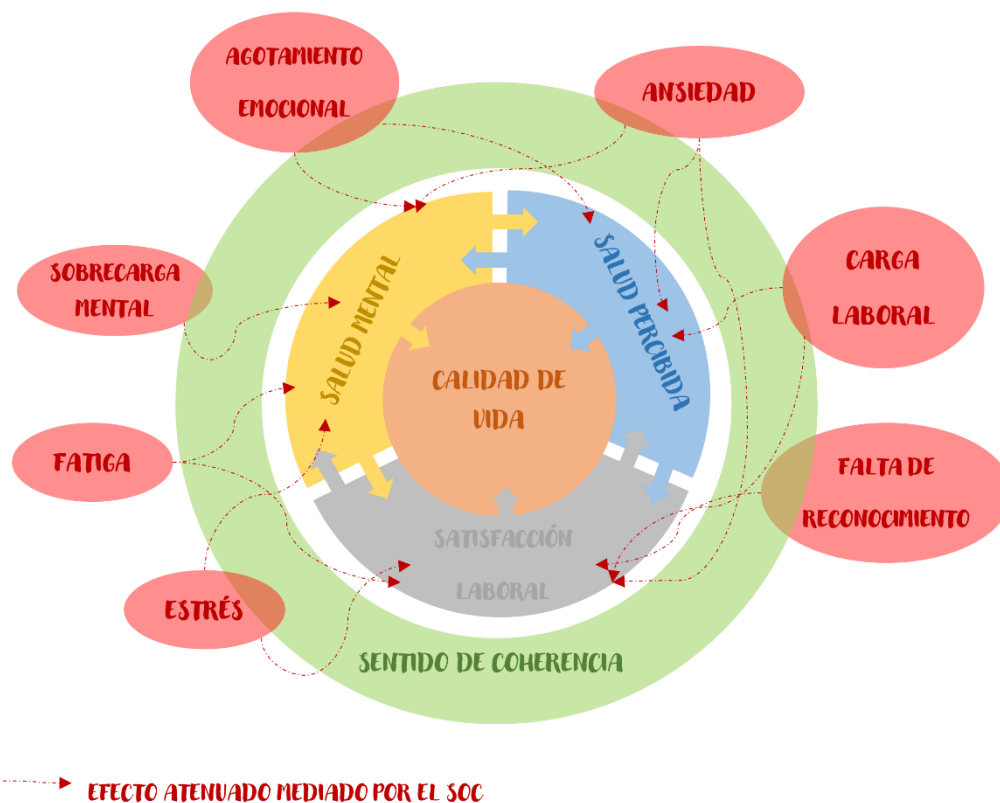 AGOTAMIENTO
EMOCIONAL
ANSIEDAD
SOBRECARGA
MENTAL
SALUD MENTAL
SALUD PERCIBIDA
CARGA
LABORAL
CALIDAD DE
VIDA
FATIGA
FALTA DE
RECONOCIMIENTO
SATISFACCIÓN
LABORAL
ESTRÉS
SENTIDO DE COHERENCIA
EFECTO ATENUADO MEDIADO POR EL SOC